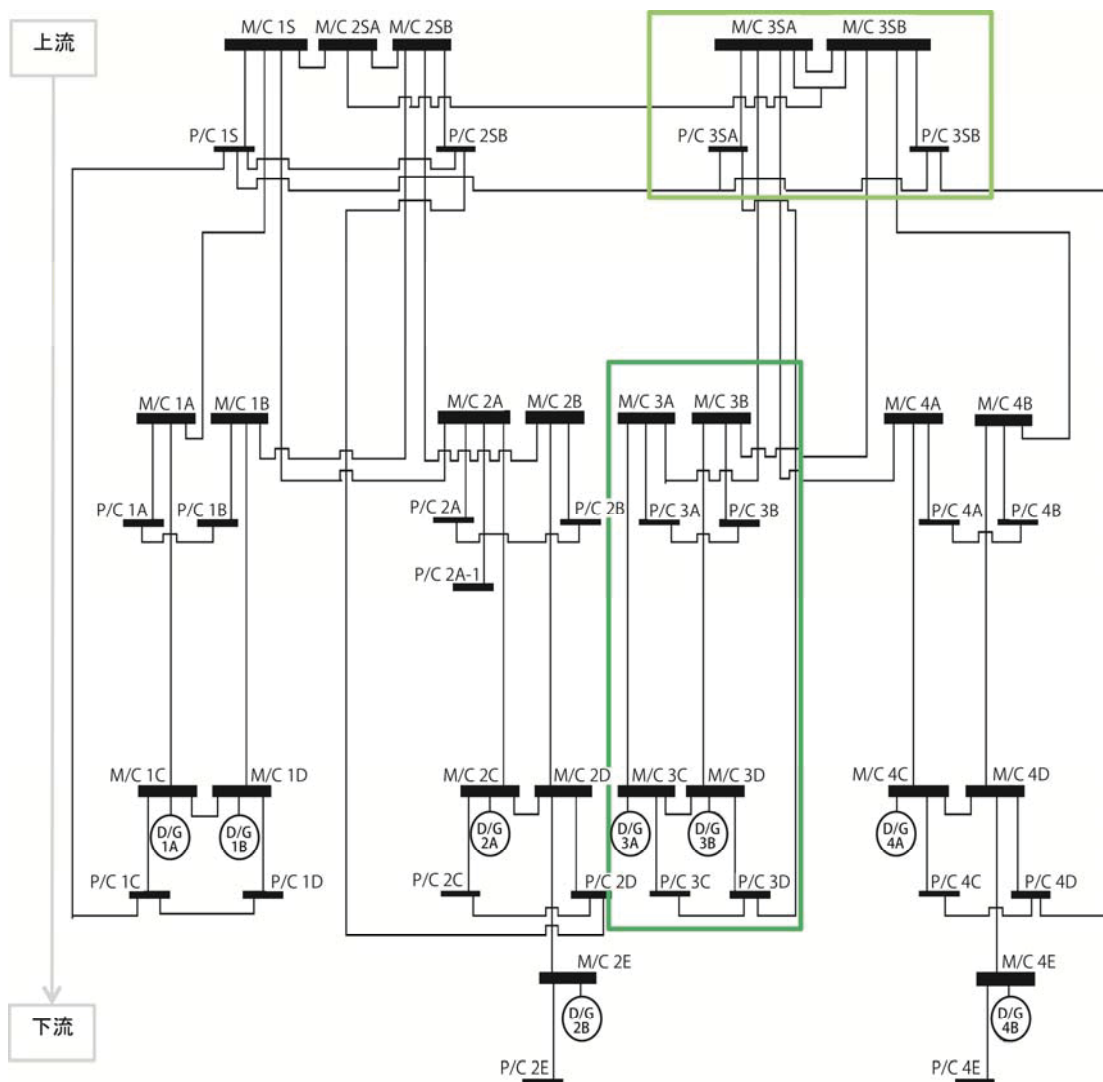 上流
M/C 1S
M/C 2SA
M/C 2SB
M/C 3SA
M/C 3SB
P/C 1S
P/C 2SB
P/C 3SA
P/C 3SB
M/C 1A
M/C 1B
M/C 2A
M/C 2B
M/C 3A
M/C 3B
M/C 4A
M/C 4B
P/C 1A
P/C 1B
P/C 2A
P/C 2B
P/C 3A
P/C 3B
P/C 4A
P/C 4B
P/C 2A-1
M/C 1C
M/C 1D
M/C 2C
M/C 2D
M/C 3C
M/C 3D
M/C 4C
M/C 4D
D/G
1A
D/G
1B
D/G
2A
D/G
3A
D/G
3B
D/G
4A
P/C 1C
P/C 1D
P/C 2C
P/C 2D
P/C 3C
P/C 3D
P/C 4C
P/C 4D
M/C 2E
M/C 4E
下流
D/G
2B
D/G
4B
P/C 2E
P/C 4E